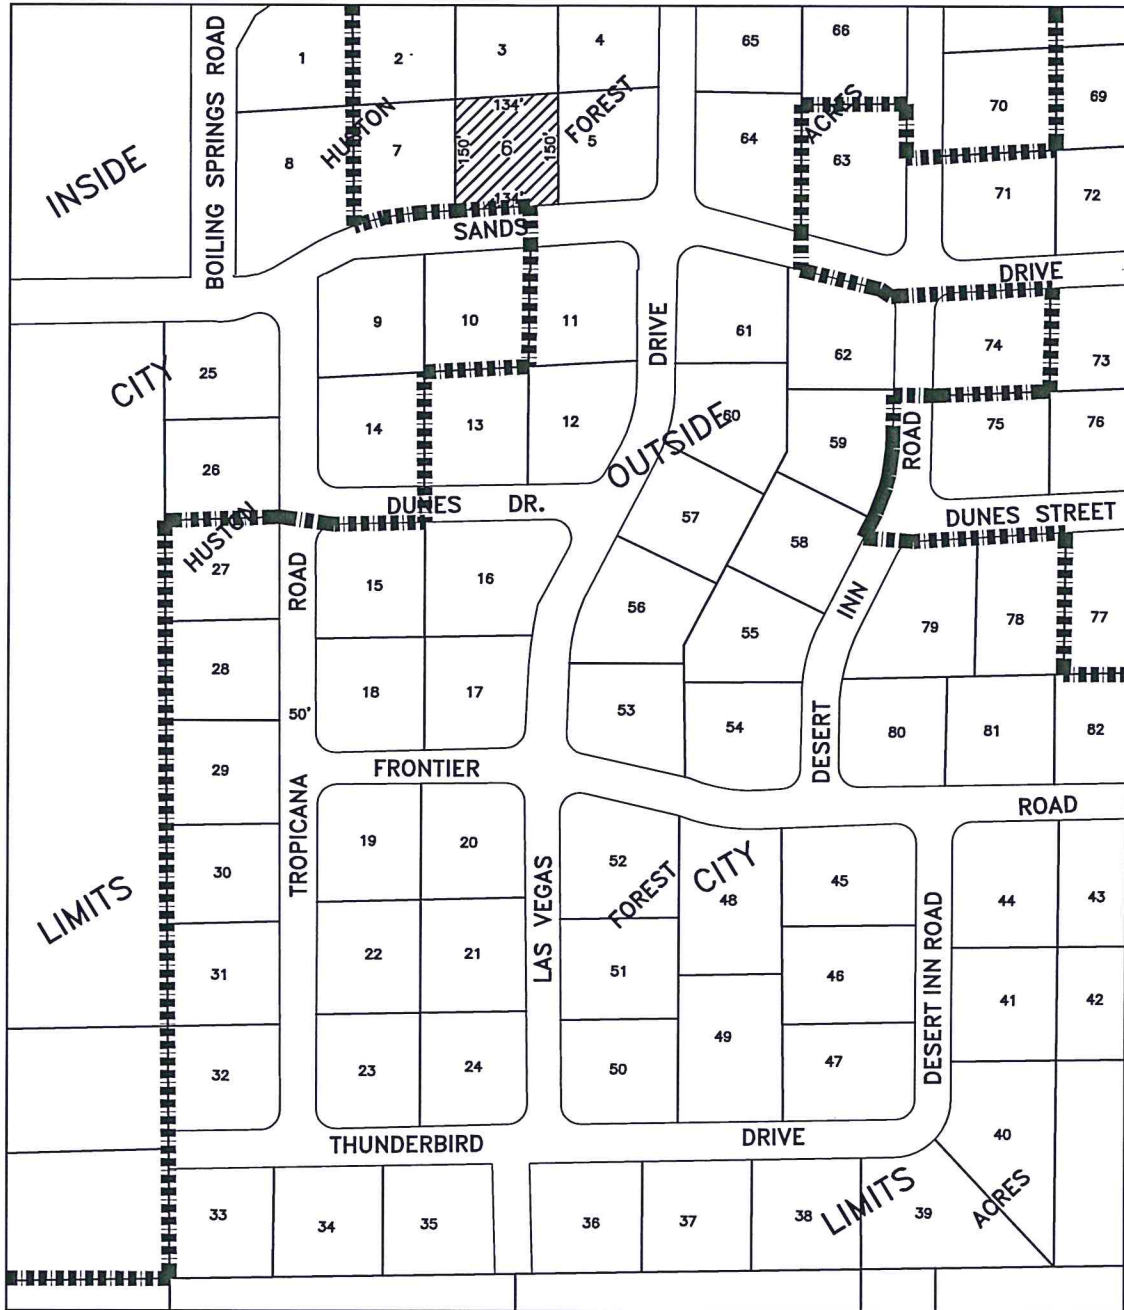 BOILING SPRINGS ROAD
1
2
3
4
65
66
70
69
INSIDE
8
HUSTON
7
134'
150'
6
150'
134'
FOREST
5
64
ACRES
63
71
72
SANDS
DRIVE
9
10
11
DRIVE
61
62
74
73
CITY
25
26
14
13
12
OUTSIDE
60
59
ROAD
75
76
DUNES DR.
DUNES STREET
HUSTON
27
ROAD
15
16
57
58
INN
79
78
77
28
50'
18
17
56
55
53
54
DESERT
80
81
82
29
FRONTIER
ROAD
TROPICANA
19
20
LAS VEGAS
52
FOREST
CITY
48
45
44
43
30
LIMITS
31
22
21
51
46
DESERT INN ROAD
41
42
32
23
24
50
49
47
40
THUNDERBIRD
DRIVE
33
34
35
36
37
38
LIMITS
39
ACRES